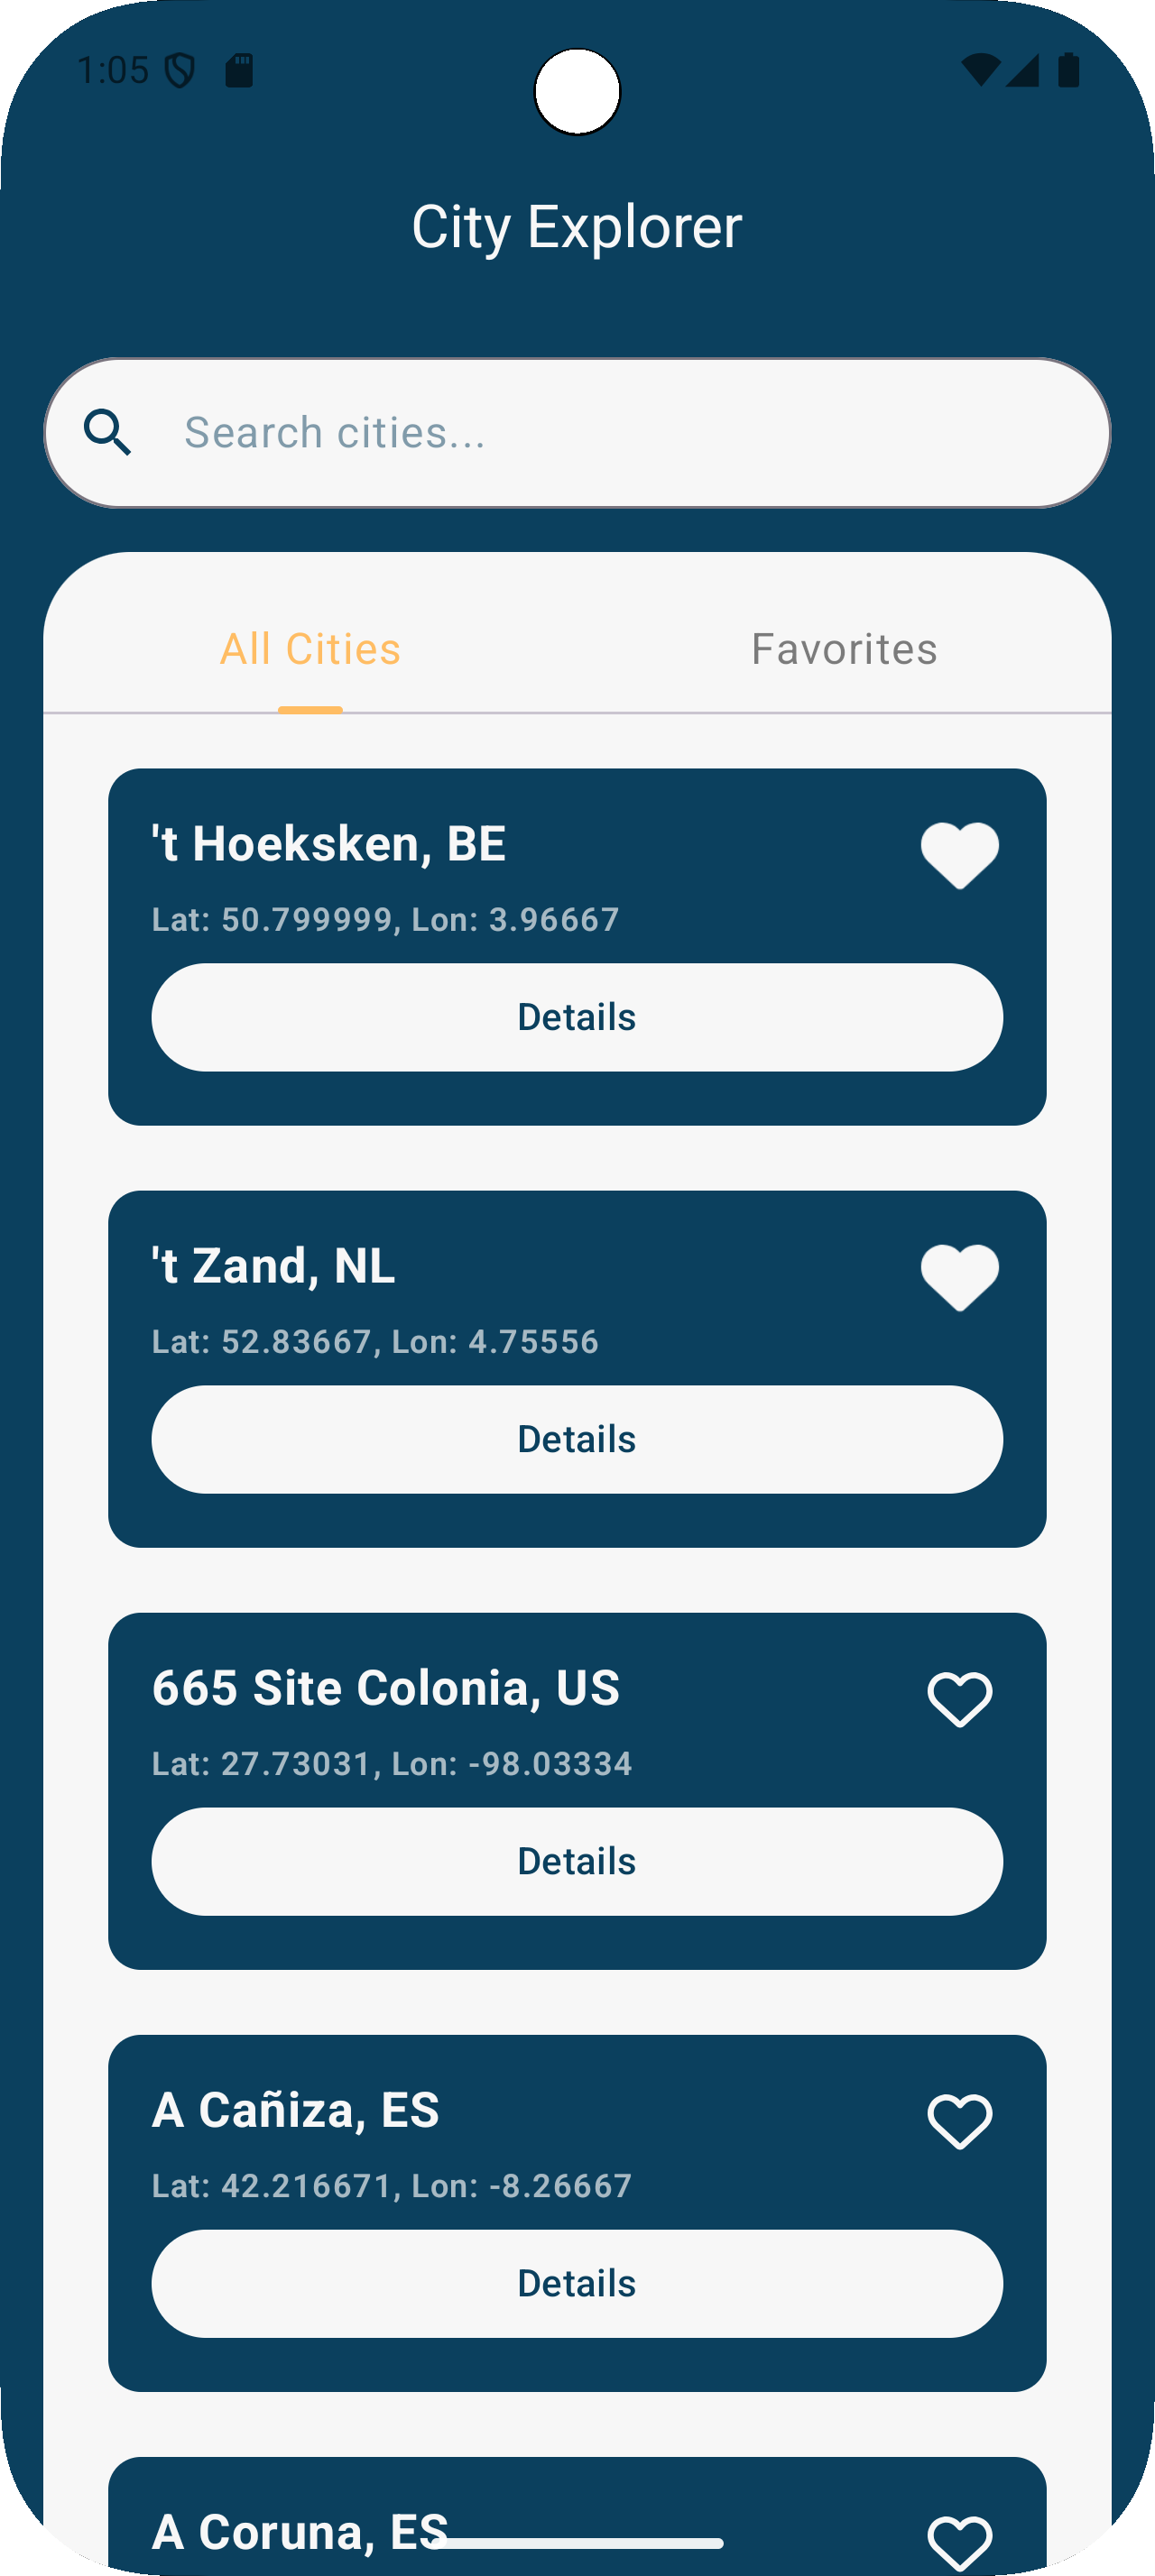 1:05
City Explorer
Search cities...
All Cities Favorites
't Hoeksken, BE
Lat: 50.799999, Lon: 3.96667
Details
't Zand, NL
Lat: 52.83667, Lon: 4.75556
Details
665 Site Colonia, US
Lat: 27.73031, Lon: -98.03334
Details
A Cañiza, ES
Lat: 42.216671, Lon: -8.26667
Details
A Coruna, ES